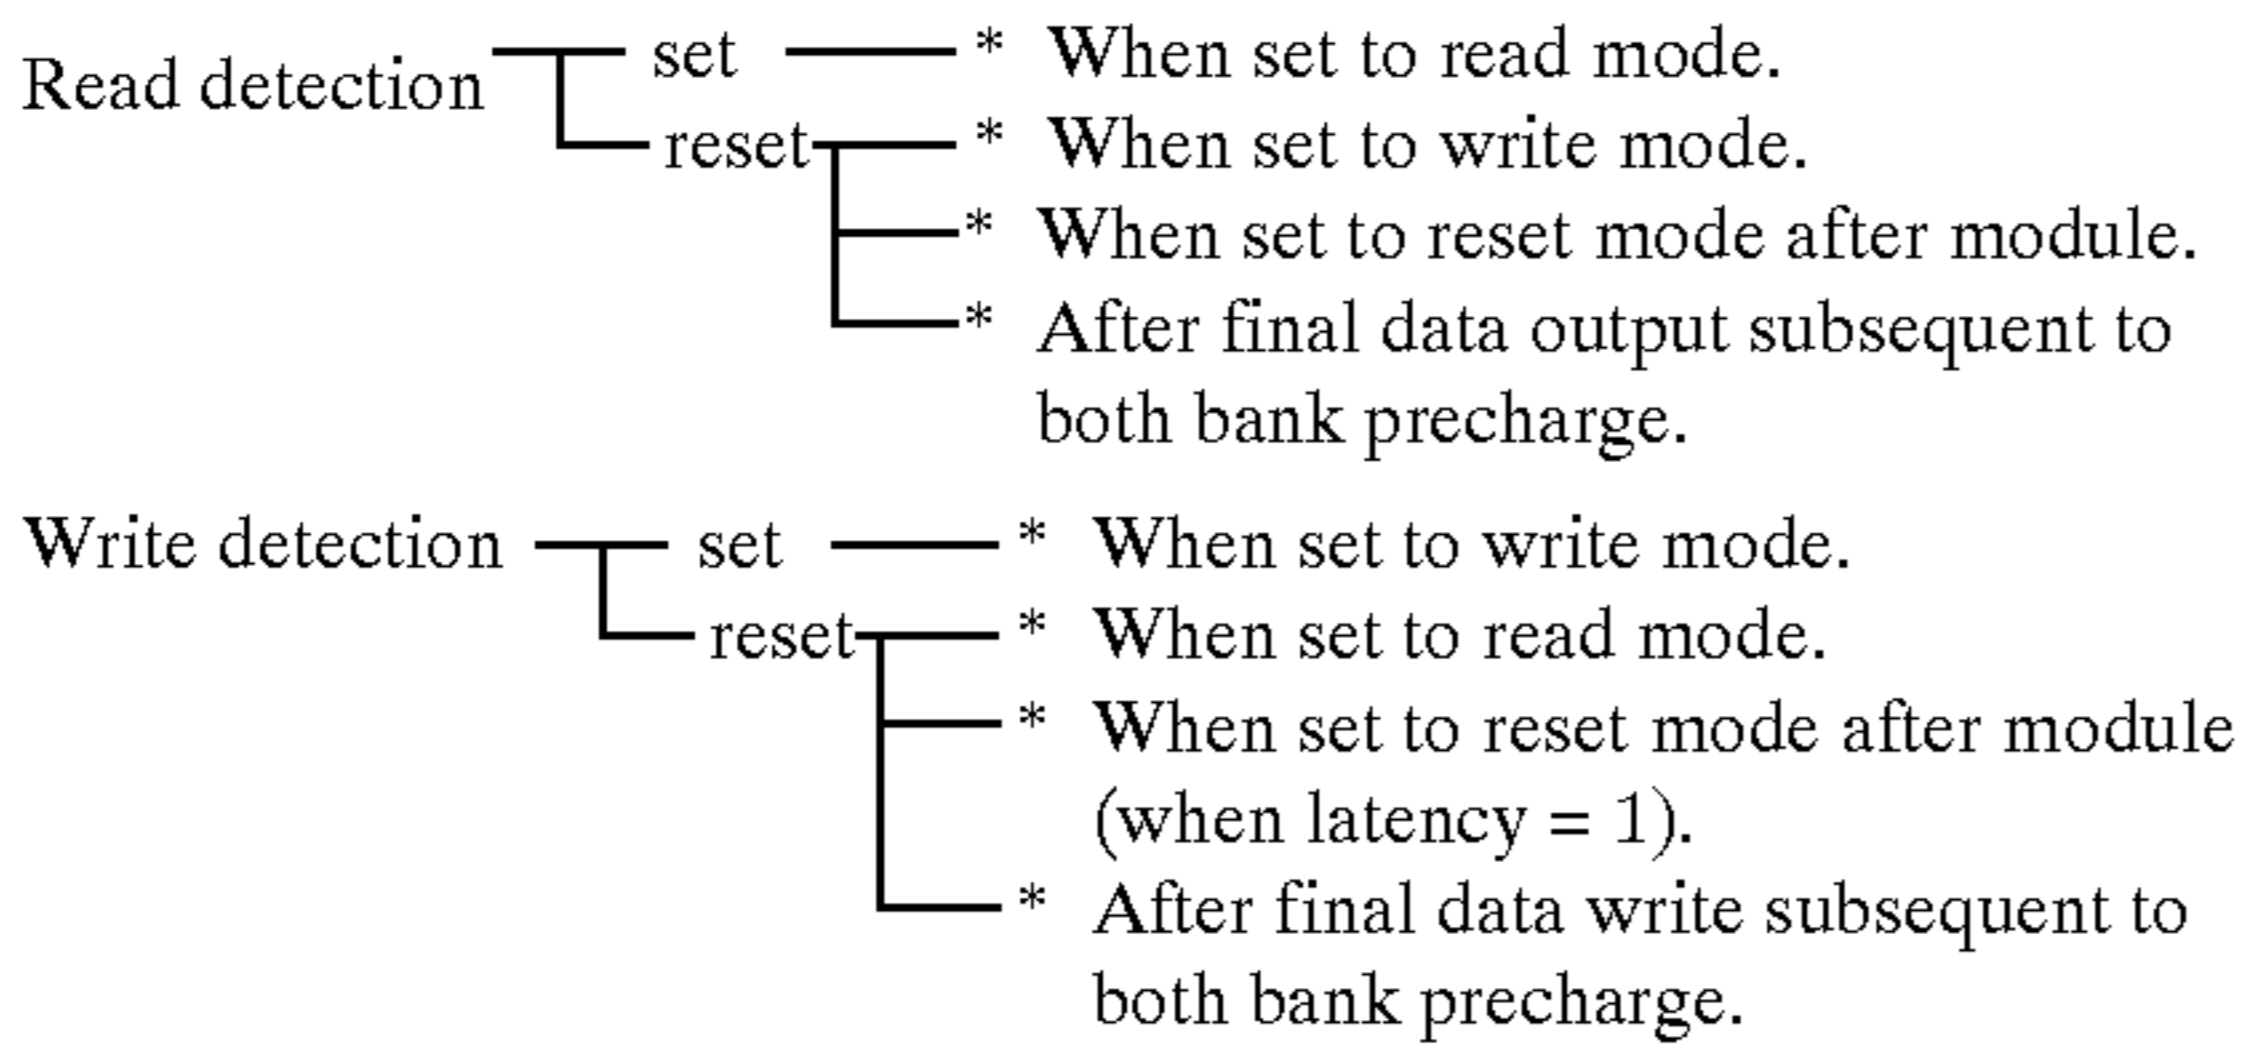 Read detection set * When set to read mode.
reset * When set to write mode.
* When set to reset mode after module.
* After final data output subsequent to
both bank precharge.
Write detection set * When set to write mode.
reset * When set to read mode.
* When set to reset mode after module
(when latency = 1).
* After final data write subsequent to
both bank precharge.